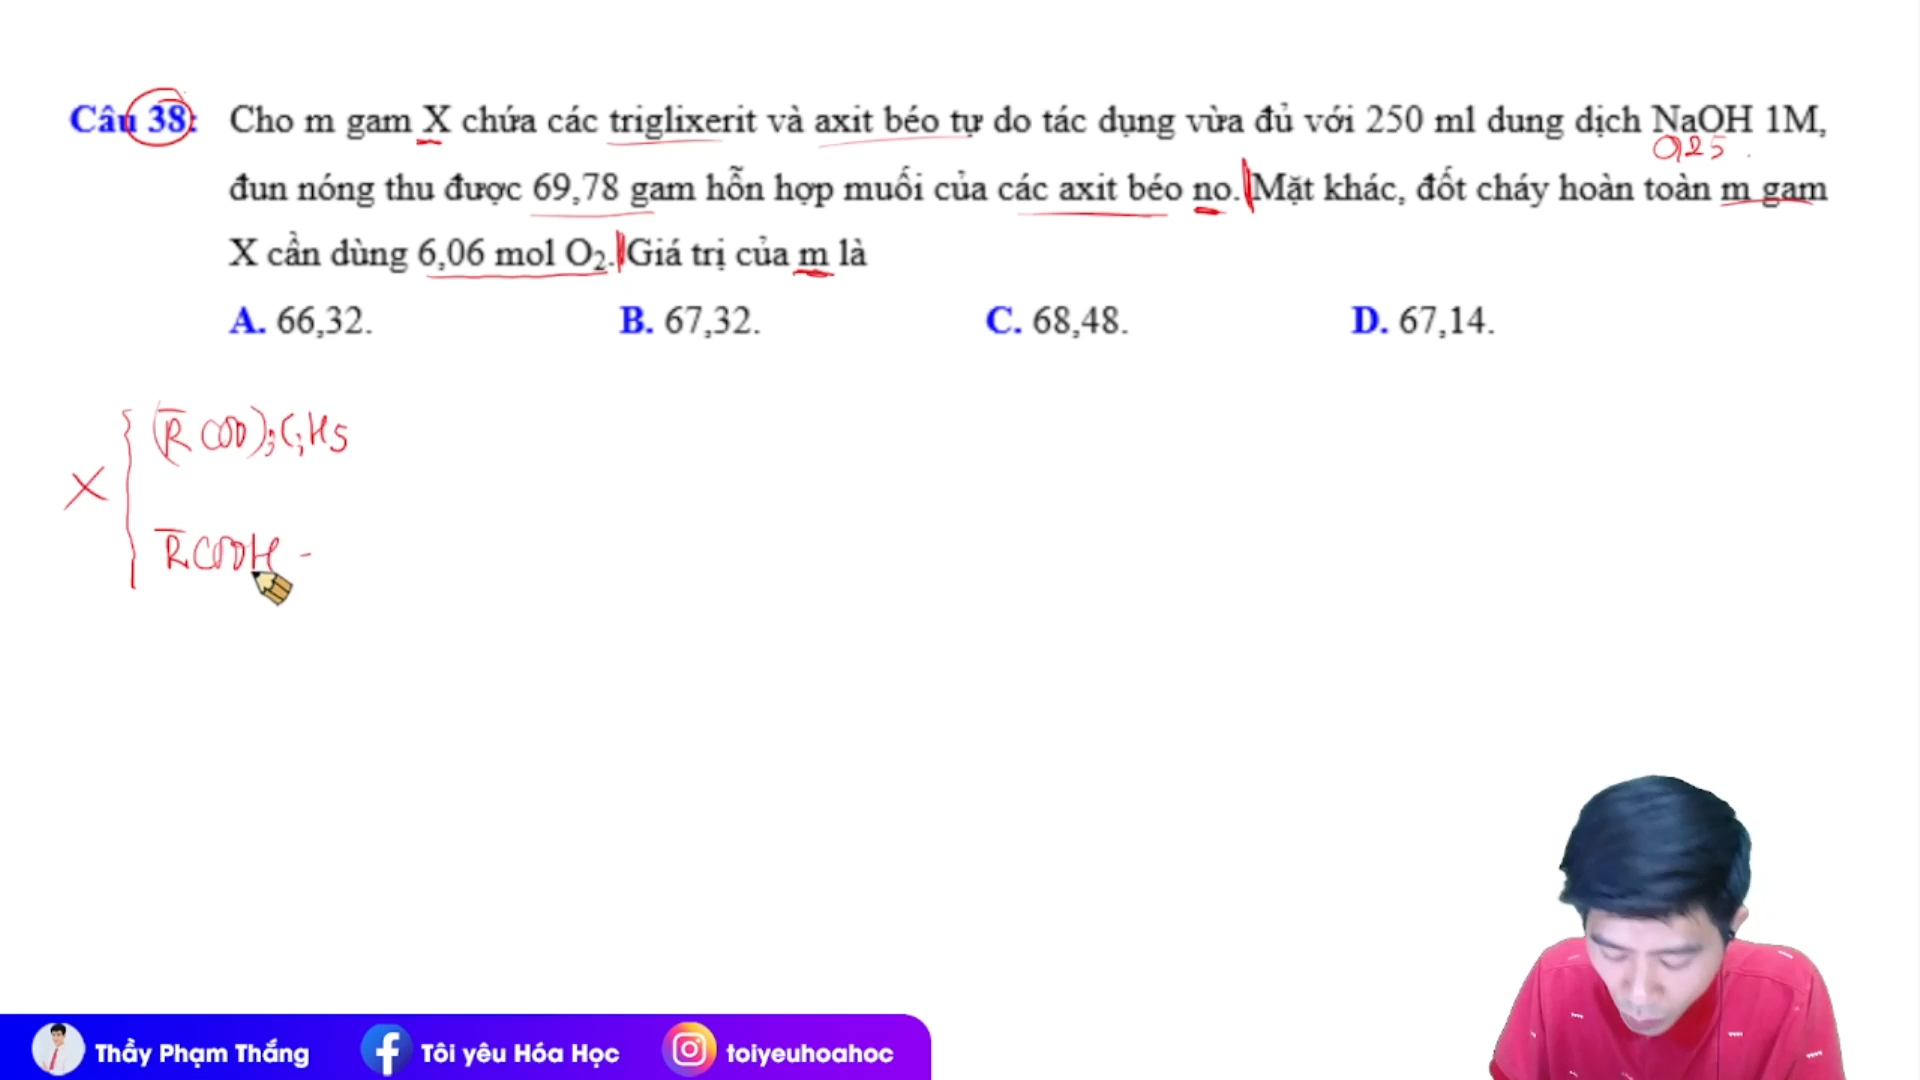 Câu 38: Cho m gam X chứa các triglixerit và axit béo tự do tác dụng vừa đủ với 250 ml dung dịch NaOH 1M,
0,25
đun nóng thu được 69,78 gam hỗn hợp muối của các axit béo no. Mặt khác, đốt cháy hoàn toàn m gam
X cần dùng 6,06 mol O₂. Giá trị của m là
A. 66,32. B. 67,32. C. 68,48. D. 67,14.
(R̅COO)₃C₃H₅
X
R̅COOH -
Thầy Phạm Thắng Tôi yêu Hóa Học toiyeuhoahoc